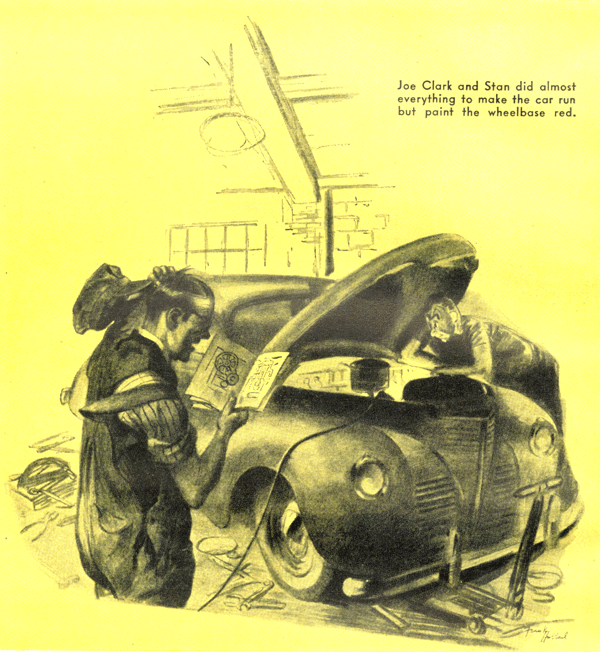 Joe Clark and Stan did almost
everything to make the car run
but paint the wheelbase red.